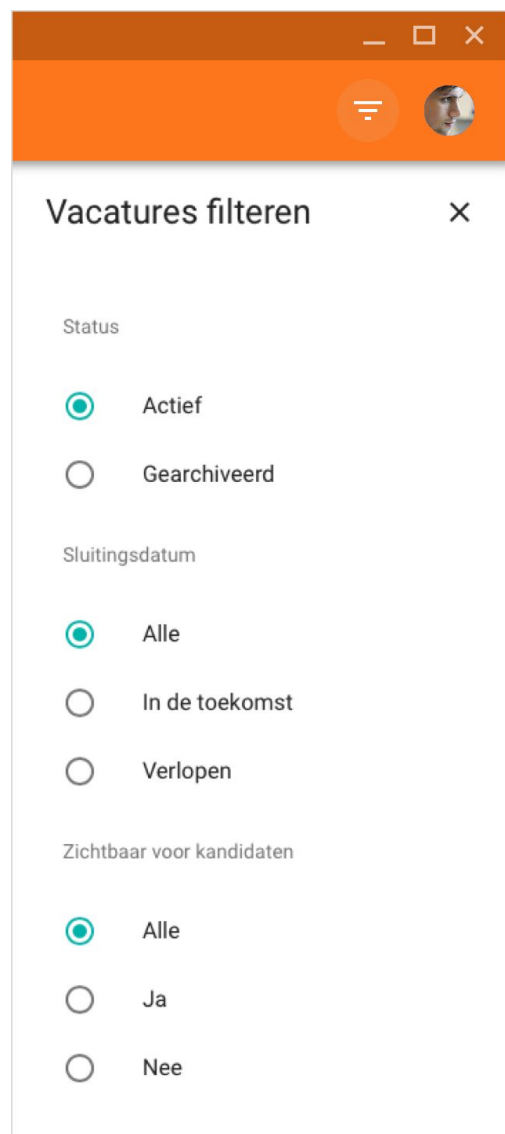 Vacatures filteren
Status
Actief
Gearchiveerd
Sluitingsdatum
Alle
In de toekomst
Verlopen
Zichtbaar voor kandidaten
Alle
Ja
Nee